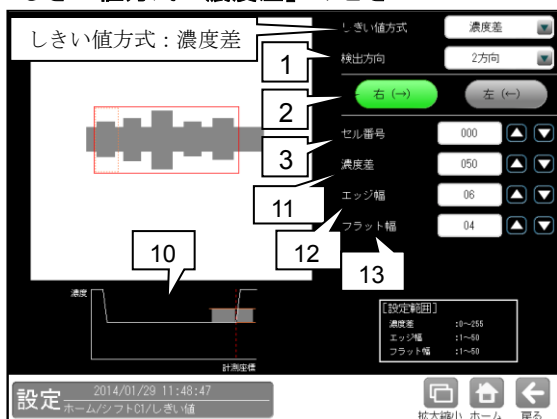 しきい値方式：濃度差
しきい値方式 濃度差
1
検出方向 2方向
2
右 (→) 左 (←)
3
セル番号 000
濃度差 050
11
エッジ幅 06
12
フラット幅 04
13
10
濃度
計測座標
[設定範囲]
濃度差 :0~255
エッジ幅 :1~50
フラット幅 :1~50
設定
2014/01/29 11:48:47
ホーム/シフトC1/しきい値
拡大縮小 ホーム 戻る